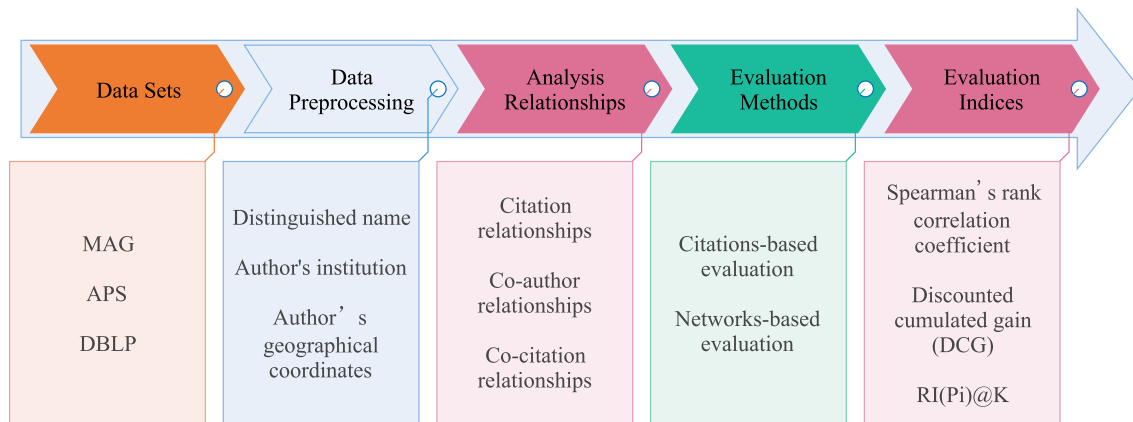 Data Sets
Data
Preprocessing
Analysis
Relationships
Evaluation
Methods
Evaluation
Indices
MAG
APS
DBLP
Distinguished name
Author's institution
Author’s
geographical
coordinates
Citation
relationships
Co-author
relationships
Co-citation
relationships
Citations-based
evaluation
Networks-based
evaluation
Spearman’s rank
correlation
coefficient
Discounted
cumulated gain
(DCG)
RI(Pi)@K